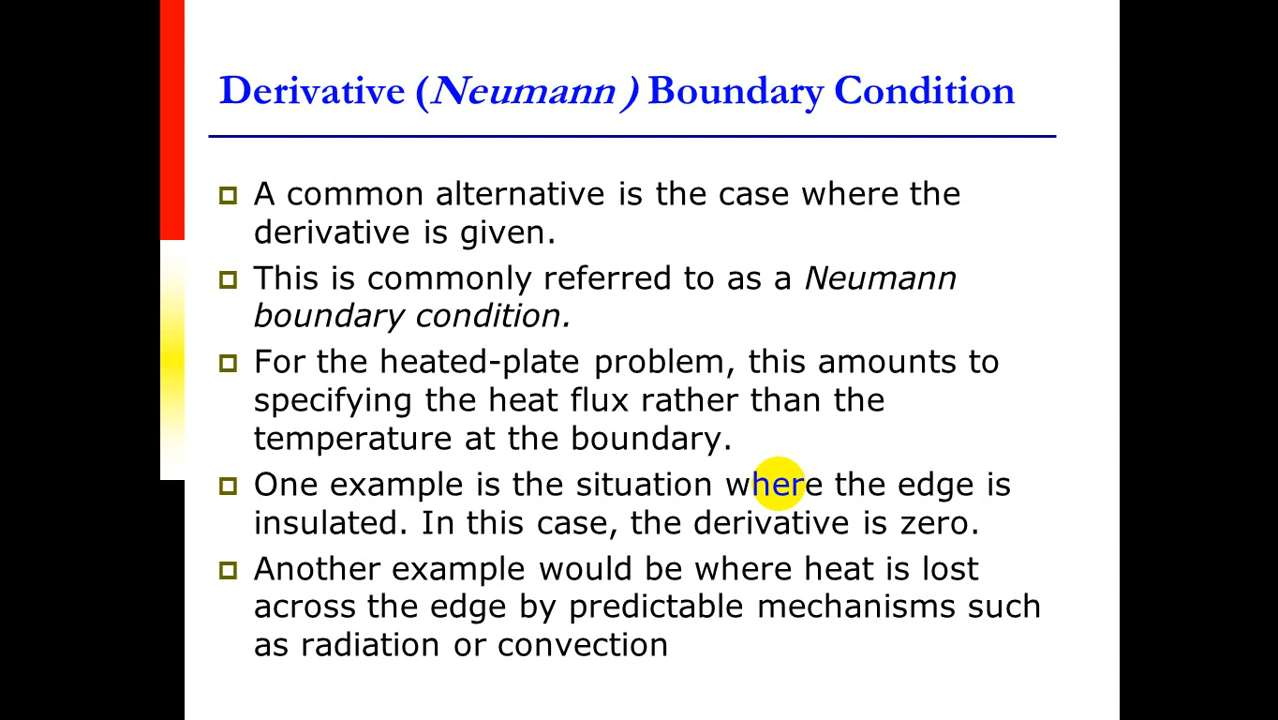 Derivative (Neumann ) Boundary Condition
A common alternative is the case where the
derivative is given.
This is commonly referred to as a Neumann
boundary condition.
For the heated-plate problem, this amounts to
specifying the heat flux rather than the
temperature at the boundary.
One example is the situation where the edge is
insulated. In this case, the derivative is zero.
Another example would be where heat is lost
across the edge by predictable mechanisms such
as radiation or convection